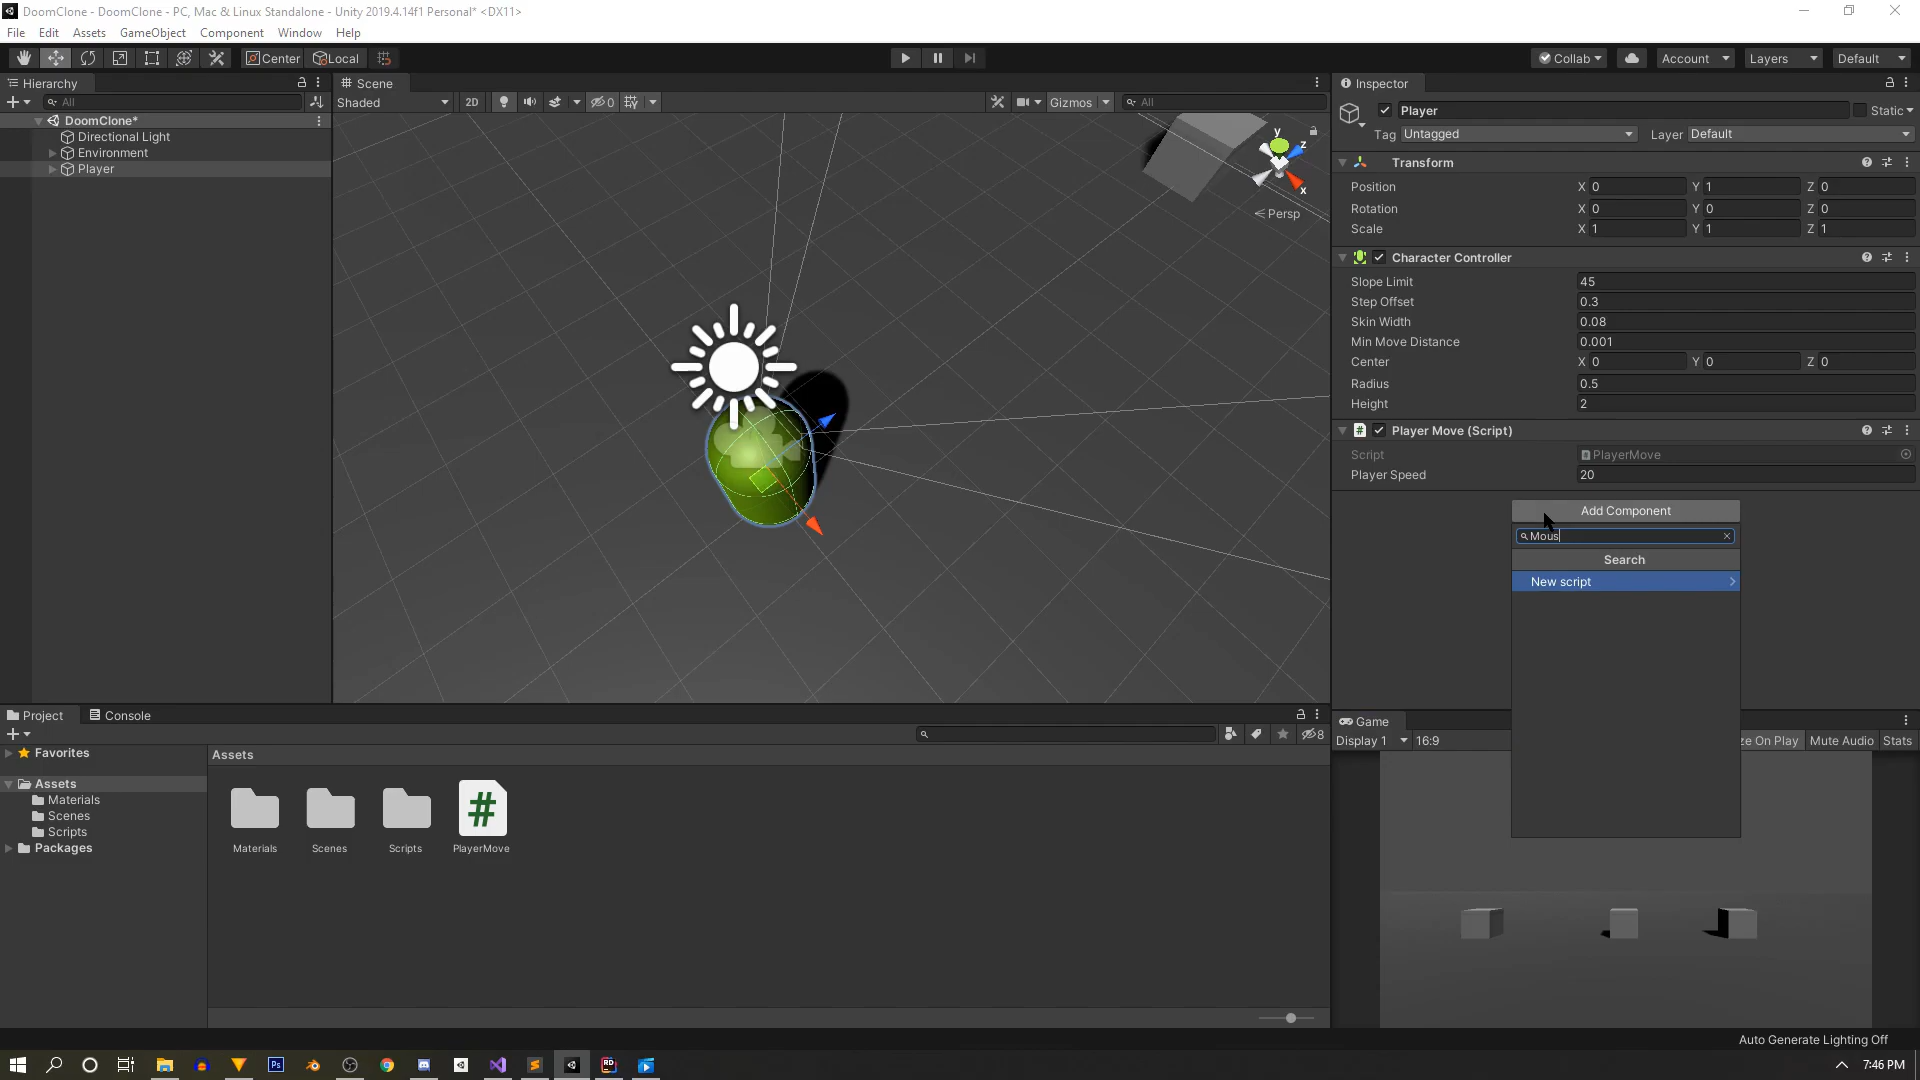 DoomClone - DoomClone - PC, Mac & Linux Standalone - Unity 2019.4.14f1 Personal* <DX11>
File Edit Assets GameObject Component Window Help
Center Local Collab Account Layers Default
Hierarchy
All
DoomClone*
Directional Light
Environment
Player
Scene
Shaded 2D 0 Gizmos All
y
z
x
Persp
Inspector
Player Static
Tag Untagged Layer Default
Transform
Position X 0 Y 1 Z 0
Rotation X 0 Y 0 Z 0
Scale X 1 Y 1 Z 1
Character Controller
Slope Limit 45
Step Offset 0.3
Skin Width 0.08
Min Move Distance 0.001
Center X 0 Y 0 Z 0
Radius 0.5
Height 2
# Player Move (Script)
Script PlayerMove
Player Speed 20
Add Component
Mous
Search
New script
Project Console
8
Favorites
Assets
Materials
Scenes
Scripts
Packages
Assets
#
Materials Scenes Scripts PlayerMove
Game
Display 1 16:9 ze On Play Mute Audio Stats
Auto Generate Lighting Off
Ps RD 7:46 PM